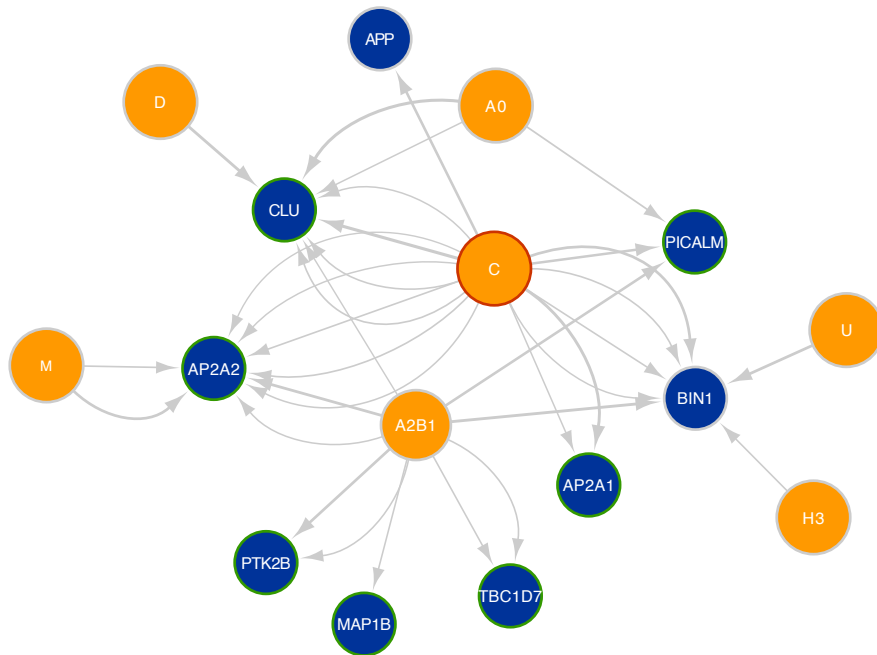 APP
D
A0
CLU
PICALM
C
U
M
AP2A2
BIN1
A2B1
AP2A1
H3
PTK2B
TBC1D7
MAP1B